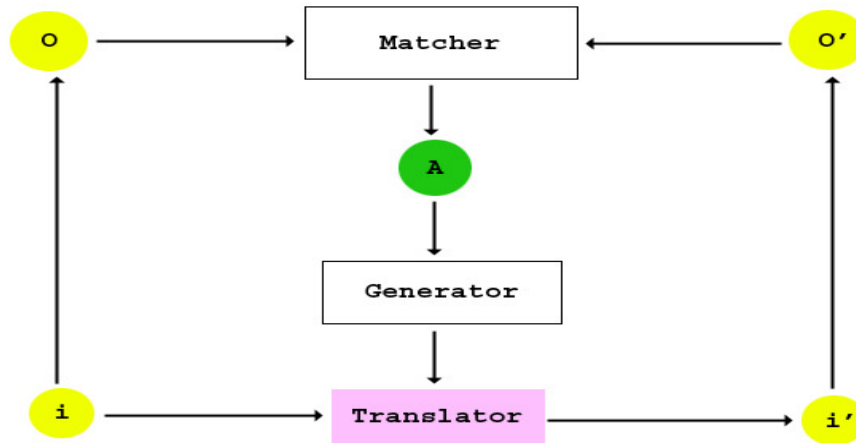 O
Matcher
O’
A
Generator
i
Translator
i’